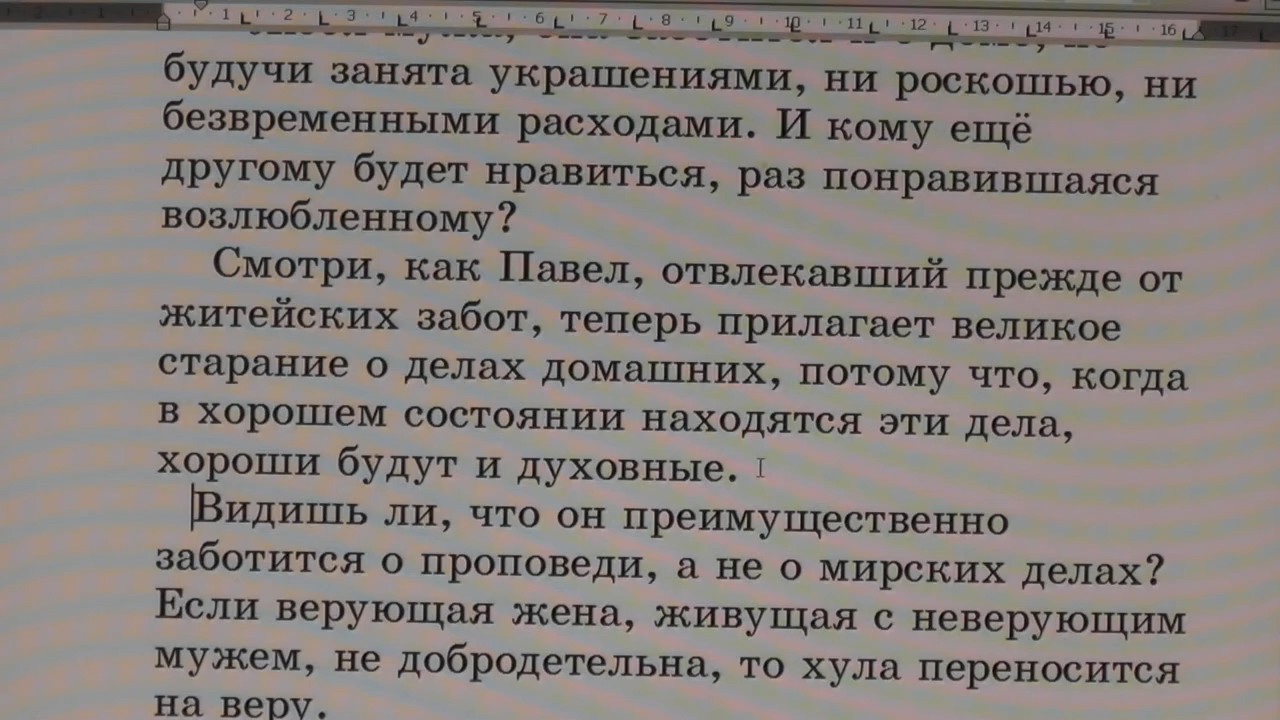 будучи занята украшениями, ни роскошью, ни
безвременными расходами. И кому ещё
другому будет нравиться, раз понравившаяся
возлюбленному?
Смотри, как Павел, отвлекавший прежде от
житейских забот, теперь прилагает великое
старание о делах домашних, потому что, когда
в хорошем состоянии находятся эти дела,
хороши будут и духовные.
Видишь ли, что он преимущественно
заботится о проповеди, а не о мирских делах?
Если верующая жена, живущая с неверующим
мужем, не добродетельна, то хула переносится
на веру.